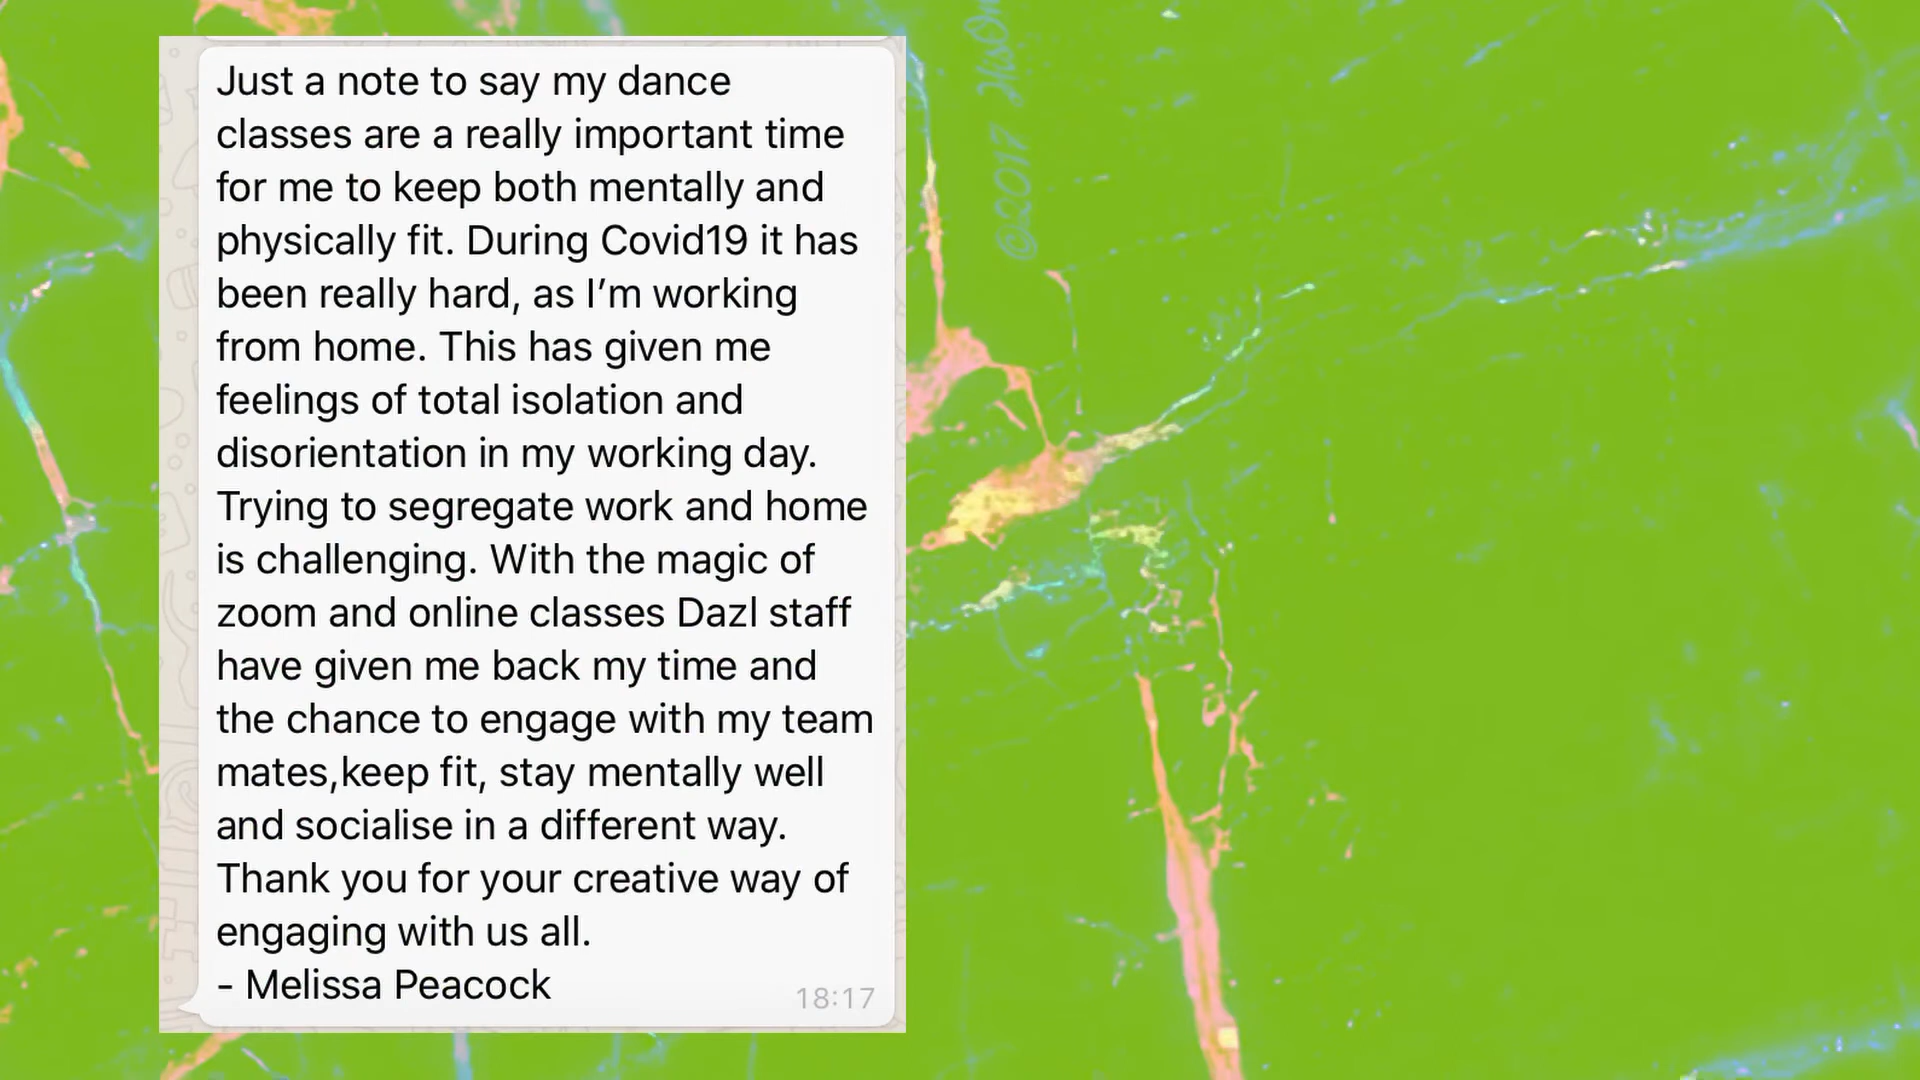 Just a note to say my dance
classes are a really important time
for me to keep both mentally and
physically fit. During Covid19 it has
been really hard, as I’m working
from home. This has given me
feelings of total isolation and
disorientation in my working day.
Trying to segregate work and home
is challenging. With the magic of
zoom and online classes Dazl staff
have given me back my time and
the chance to engage with my team
mates,keep fit, stay mentally well
and socialise in a different way.
Thank you for your creative way of
engaging with us all.
- Melissa Peacock
18:17
©2017